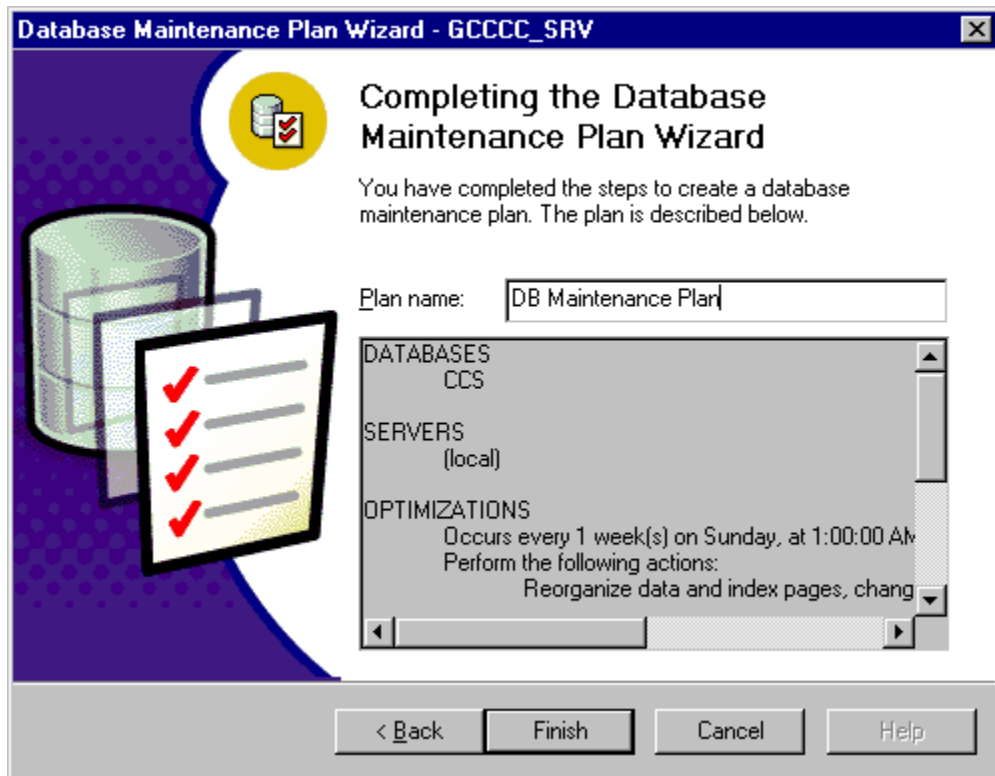 Database Maintenance Plan Wizard - GCCCC_SRV
Completing the Database
Maintenance Plan Wizard
You have completed the steps to create a database
maintenance plan. The plan is described below.
Plan name: DB Maintenance Plan
DATABASES
CCS
SERVERS
(local)
OPTIMIZATIONS
Occurs every 1 week(s) on Sunday, at 1:00:00 AM
Perform the following actions:
Reorganize data and index pages, chang
< Back Finish Cancel Help